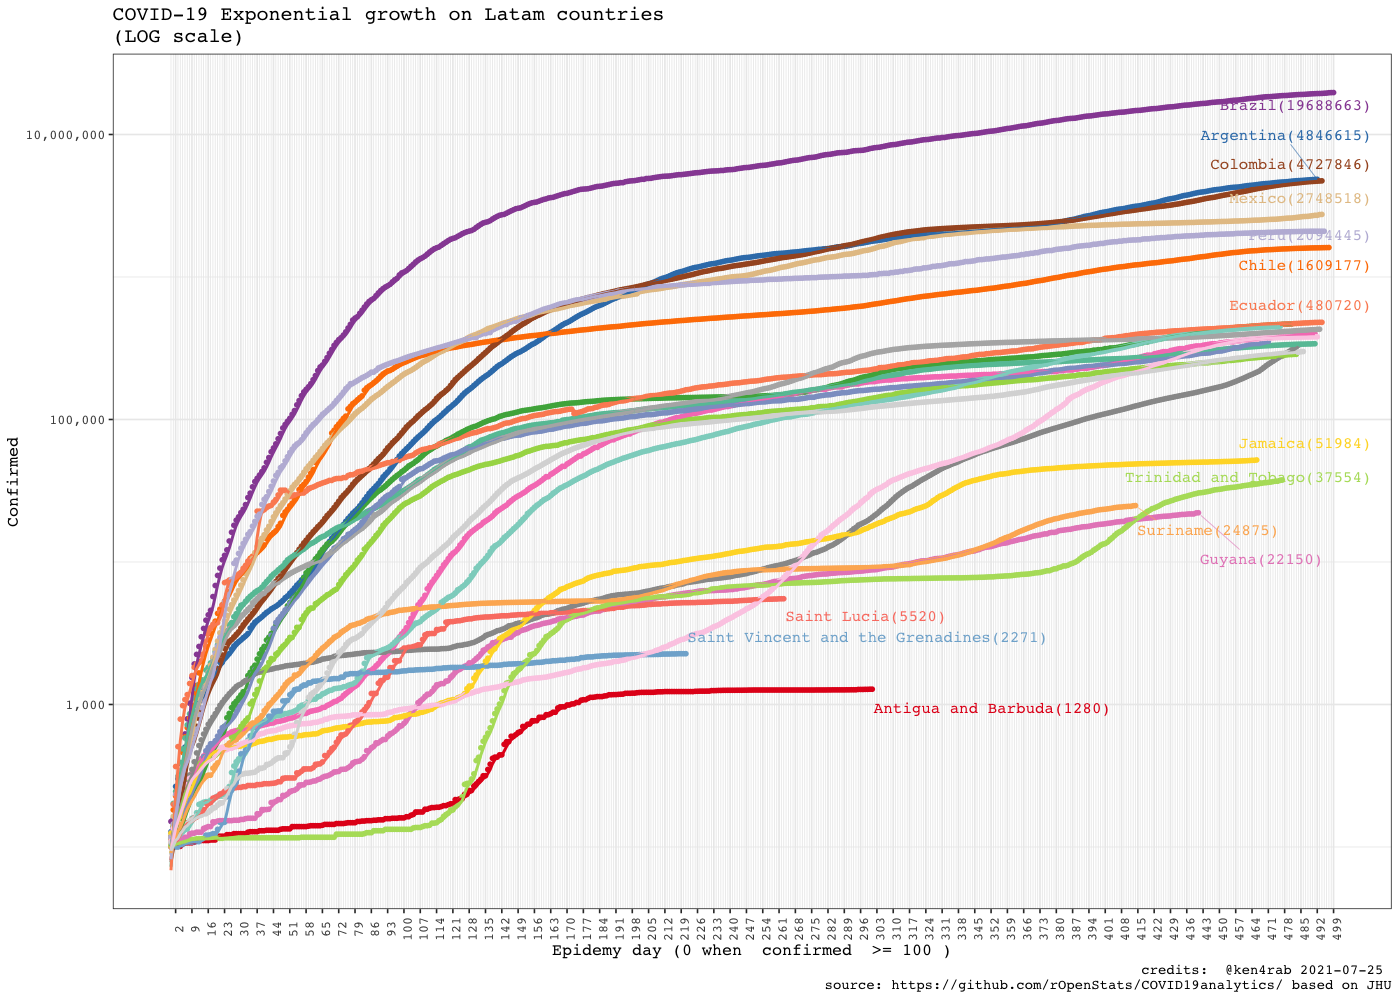 COVID-19 Exponential growth on Latam countries
(LOG scale)
Brazil(19688663)
10,000,000
Argentina(4846615)
Colombia(4727846)
Mexico(2748518)
Peru(2094445)
Chile(1609177)
Ecuador(480720)
100,000
Jamaica(51984)
Trinidad and Tobago(37554)
Suriname(24875)
Guyana(22150)
Saint Lucia(5520)
Saint Vincent and the Grenadines(2271)
1,000
Antigua and Barbuda(1280)
Confirmed
2 9 16 23 30 37 44 51 58 65 72 79 86 93 100 107 114 121 128 135 142 149 156 163 170 177 184 191 198 205 212 219 226 233 240 247 254 261 268 275 282 289 296 303 310 317 324 331 338 345 352 359 366 373 380 387 394 401 408 415 422 429 436 443 450 457 464 471 478 485 492 499
Epidemy day (0 when  confirmed  >= 100 )
credits:  @ken4rab 2021-07-25
source: https://github.com/rOpenStats/COVID19analytics/ based on JHU